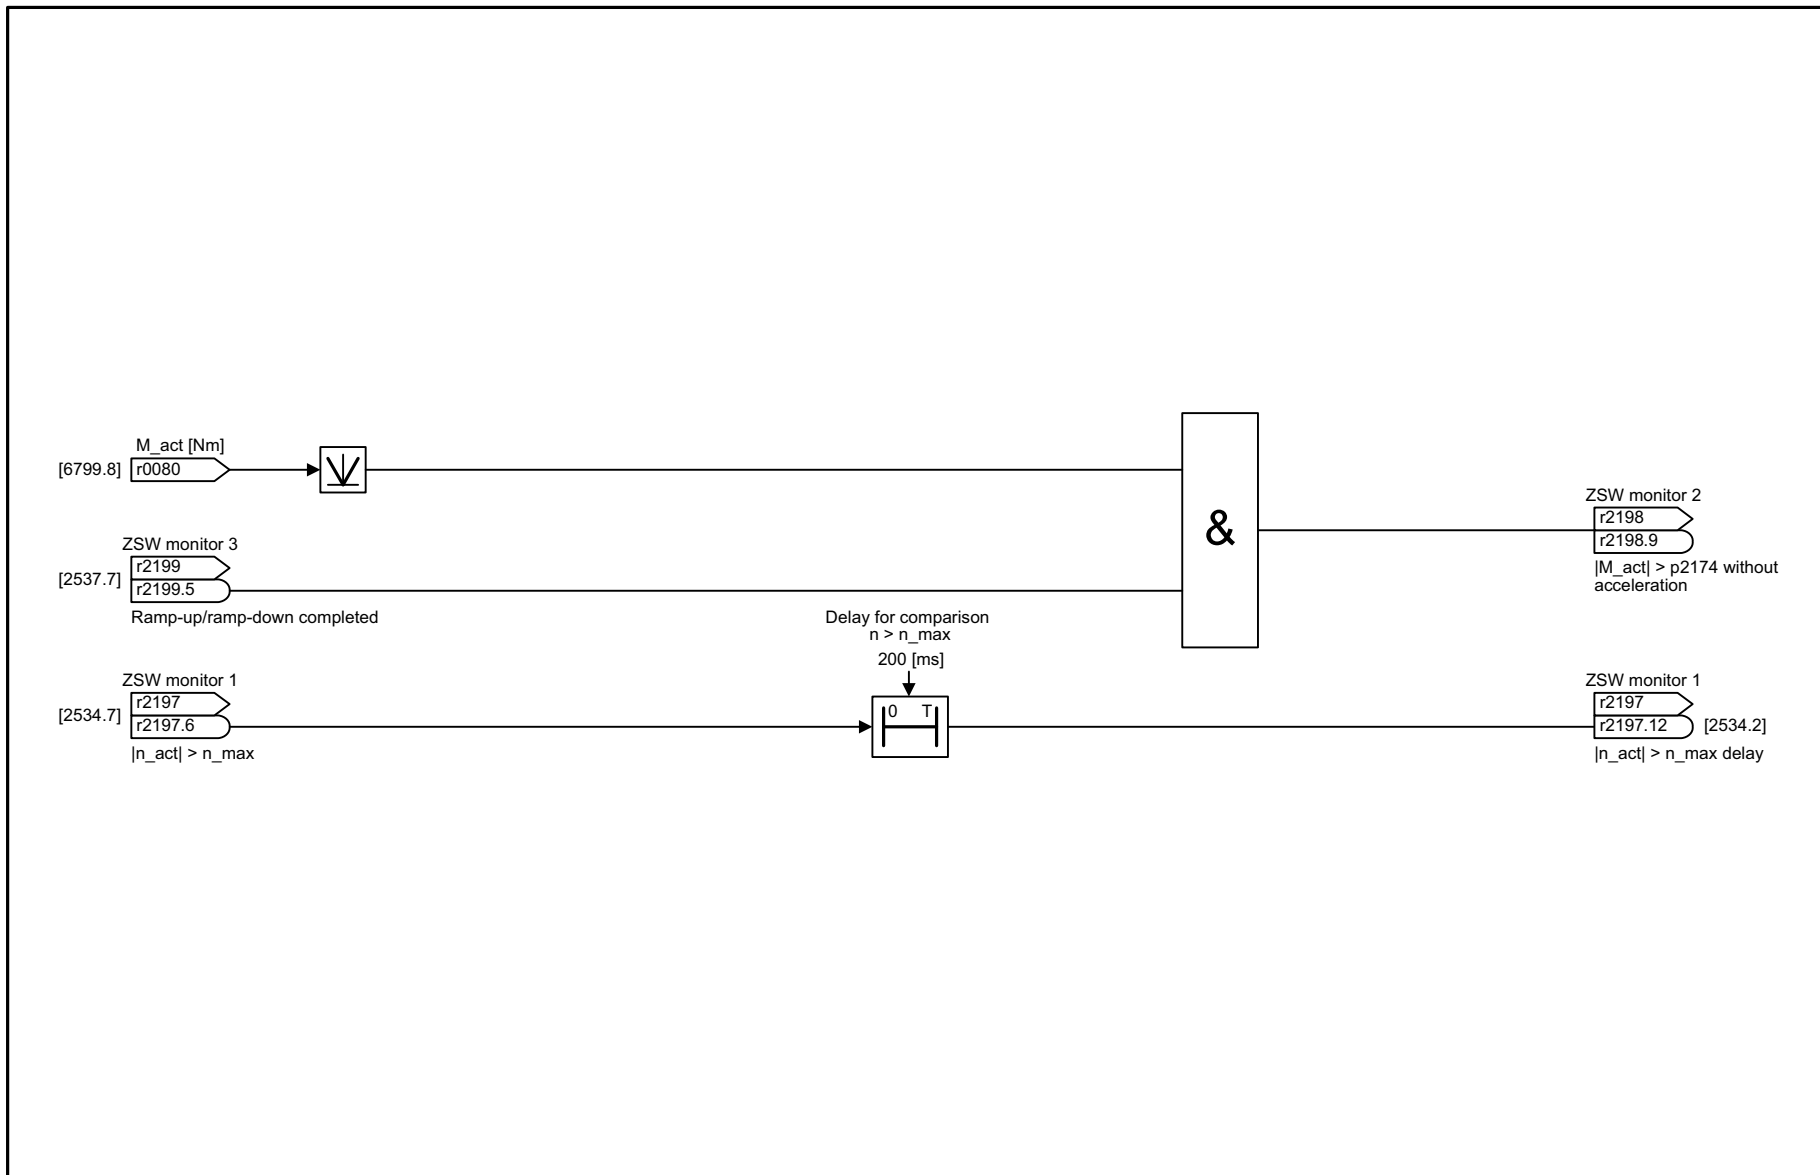 M_act [Nm]
[6799.8] r0080
ZSW monitor 3
r2199
[2537.7]
r2199.5
Ramp-up/ramp-down completed
&
ZSW monitor 2
r2198
r2198.9
|M_act| > p2174 without
acceleration
Delay for comparison
n > n_max
200 [ms]
0 T
ZSW monitor 1
r2197
[2534.7]
r2197.6
|n_act| > n_max
ZSW monitor 1
r2197
r2197.12 [2534.2]
|n_act| > n_max delay